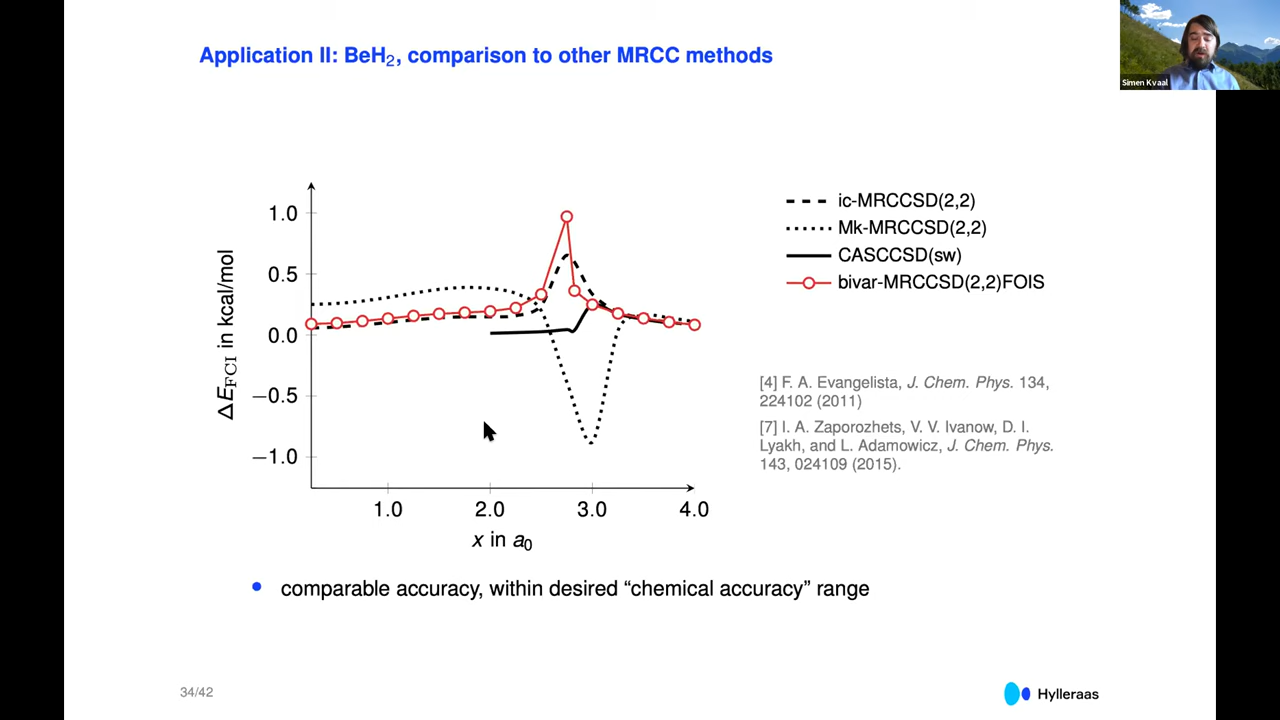 Application II: BeH₂, comparison to other MRCC methods
Simen Kvaal
1.0
0.5
0.0
−0.5
−1.0
ΔE_FCI in kcal/mol
1.0 2.0 3.0 4.0
x in a₀
ic-MRCCSD(2,2)
Mk-MRCCSD(2,2)
CASCCSD(sw)
bivar-MRCCSD(2,2)FOIS
[4] F. A. Evangelista, J. Chem. Phys. 134,
224102 (2011)
[7] I. A. Zaporozhets, V. V. Ivanow, D. I.
Lyakh, and L. Adamowicz, J. Chem. Phys.
143, 024109 (2015).
• comparable accuracy, within desired “chemical accuracy” range
34/42
Hylleraas